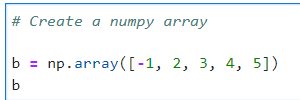 # Create a numpy array
b = np.array([-1, 2, 3, 4, 5])
b